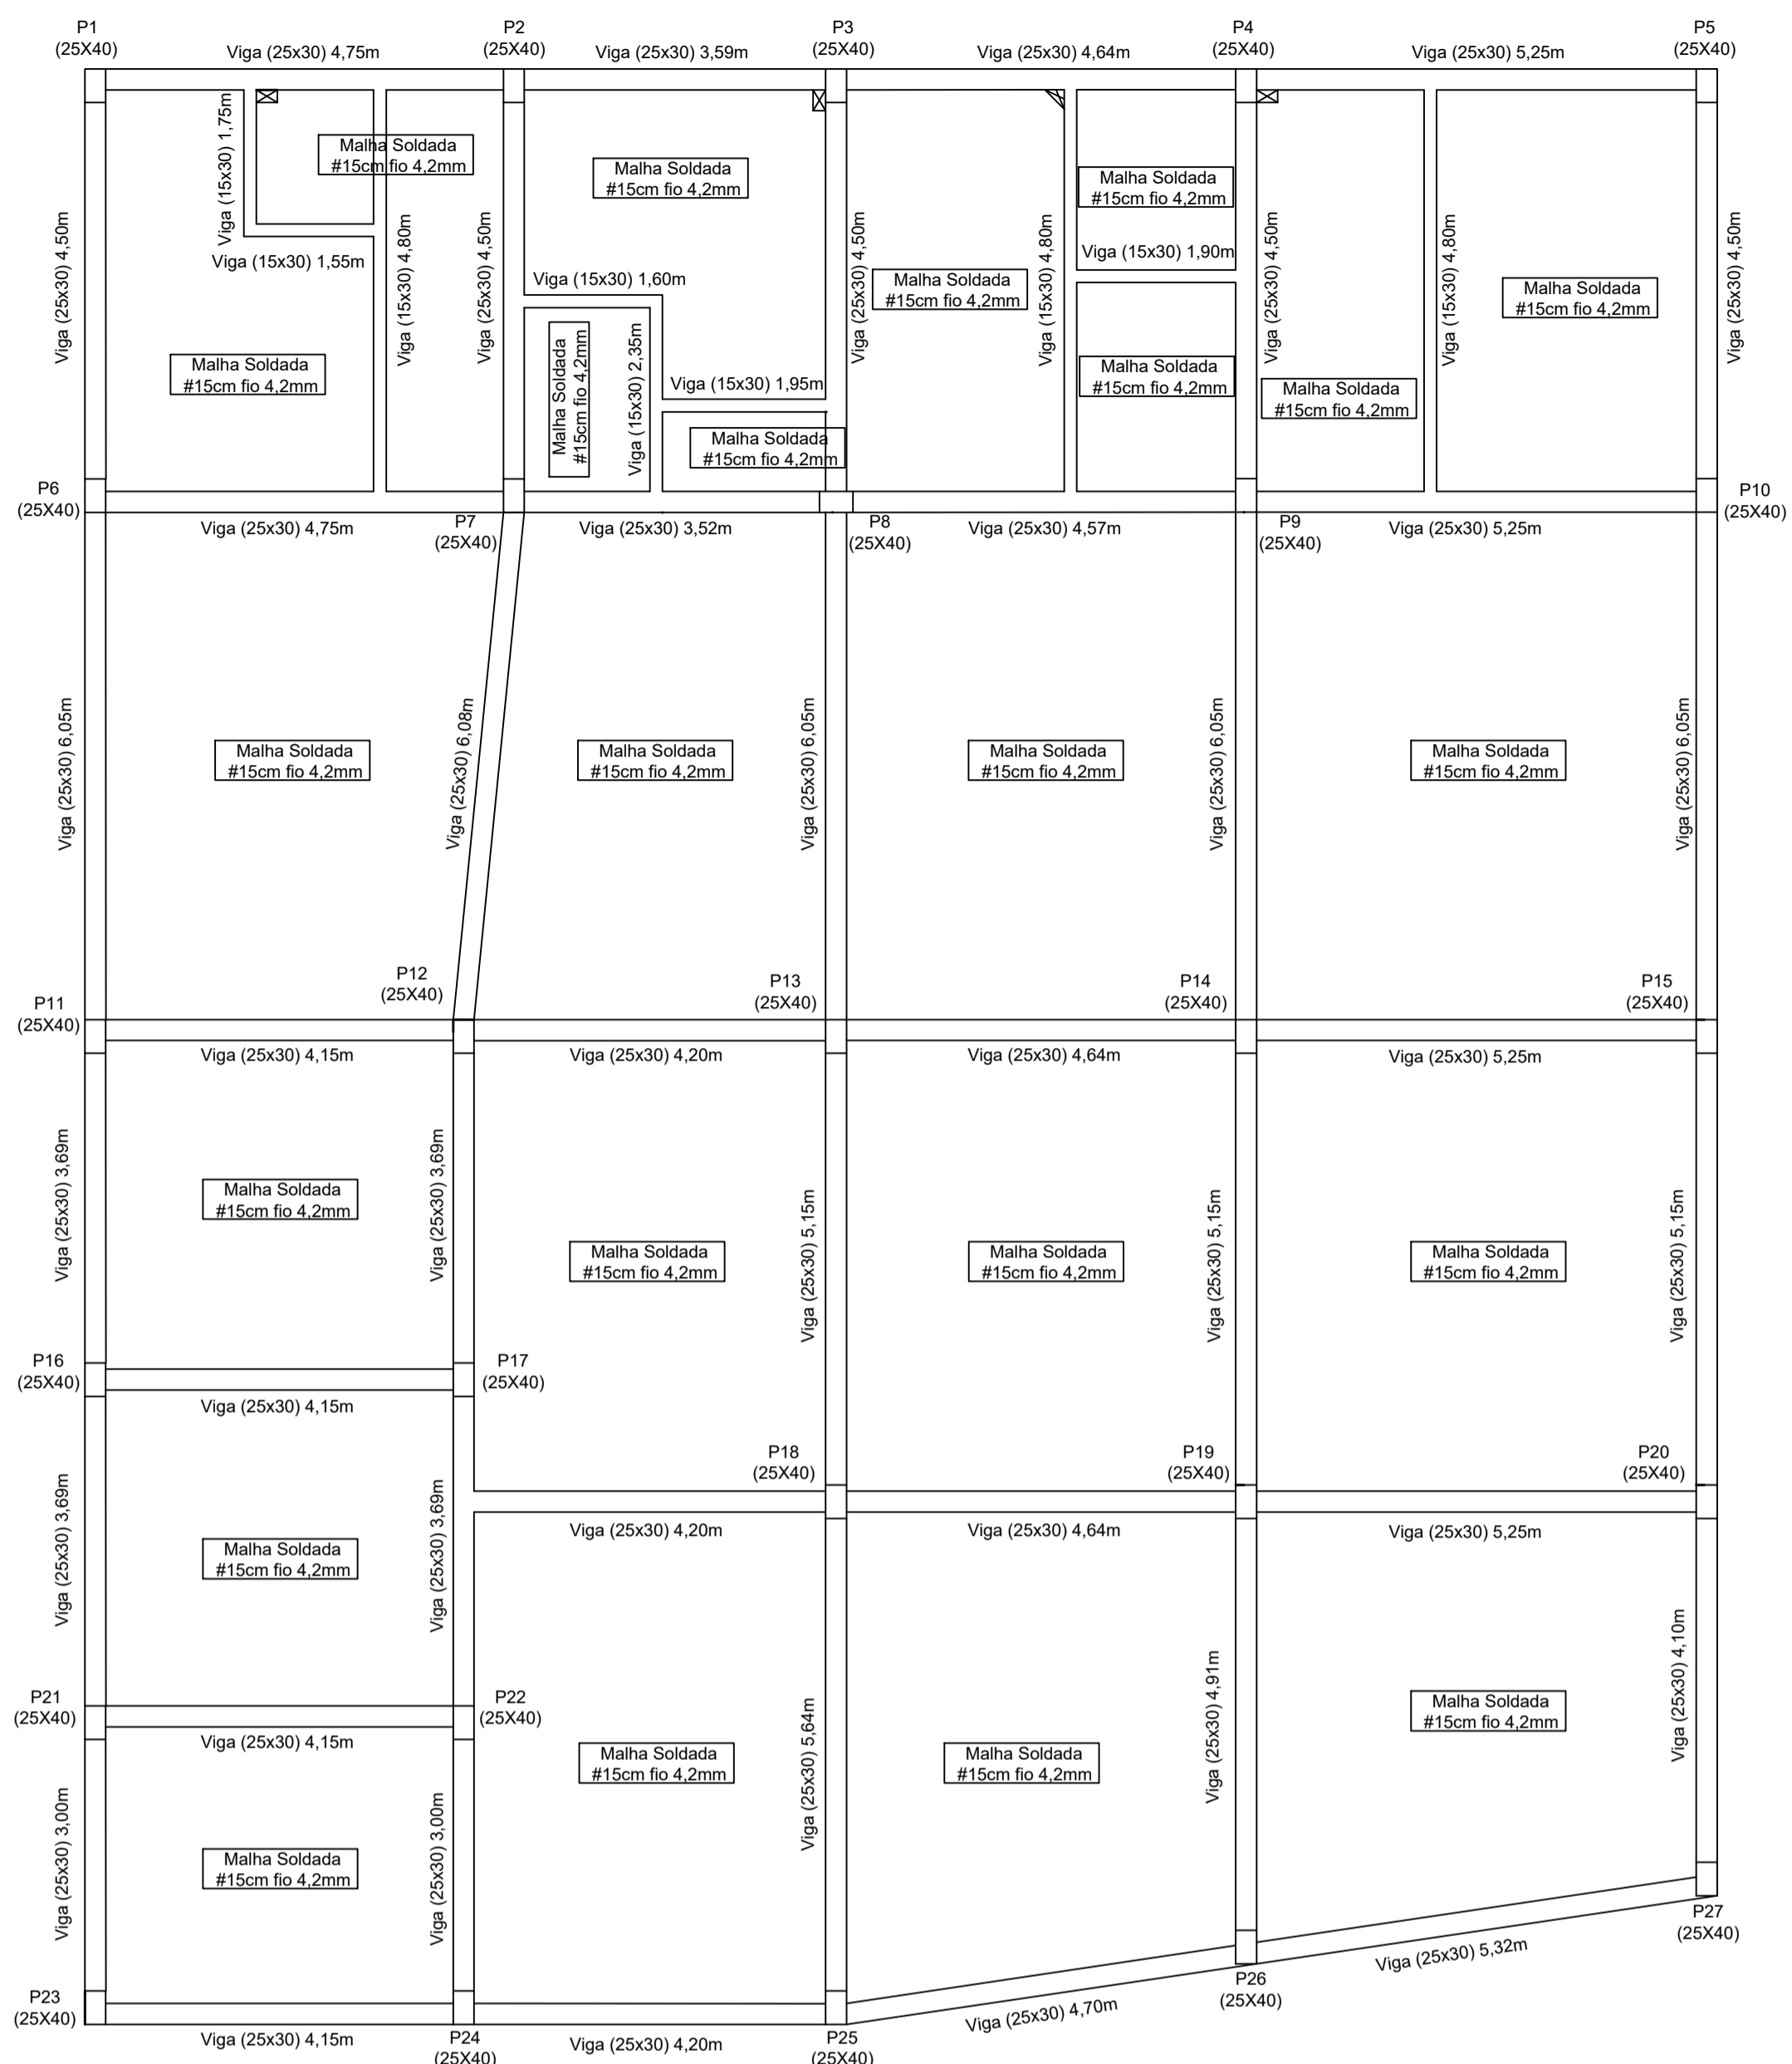 P1
(25X40)
Viga (25x30) 4,75m
P2
(25X40)
Viga (25x30) 3,59m
P3
(25X40)
Viga (25x30) 4,64m
P4
(25X40)
Viga (25x30) 5,25m
P5
(25X40)
Viga (25x30) 4,50m
Viga (15x30) 1,75m
Malha Soldada
#15cm fio 4,2mm
Viga (15x30) 1,55m
Viga (15x30) 4,80m
Viga (25x30) 4,50m
Malha Soldada
#15cm fio 4,2mm
Malha Soldada
#15cm fio 4,2mm
Viga (15x30) 1,60m
Malha Soldada
#15cm fio 4,2mm
Viga (15x30) 2,35m
Viga (15x30) 1,95m
Malha Soldada
#15cm fio 4,2mm
Viga (25x30) 4,50m
Malha Soldada
#15cm fio 4,2mm
Viga (15x30) 4,80m
Malha Soldada
#15cm fio 4,2mm
Viga (15x30) 1,90m
Malha Soldada
#15cm fio 4,2mm
Viga (25x30) 4,50m
Malha Soldada
#15cm fio 4,2mm
Viga (15x30) 4,80m
Malha Soldada
#15cm fio 4,2mm
Viga (25x30) 4,50m
P6
(25X40)
Viga (25x30) 4,75m
P7
(25X40)
Viga (25x30) 3,52m
P8
(25X40)
Viga (25x30) 4,57m
P9
(25X40)
Viga (25x30) 5,25m
P10
(25X40)
Viga (25x30) 6,05m
Malha Soldada
#15cm fio 4,2mm
Viga (25x30) 6,08m
Malha Soldada
#15cm fio 4,2mm
Viga (25x30) 6,05m
Malha Soldada
#15cm fio 4,2mm
Viga (25x30) 6,05m
Malha Soldada
#15cm fio 4,2mm
Viga (25x30) 6,05m
P11
(25X40)
P12
(25X40)
P13
(25X40)
P14
(25X40)
P15
(25X40)
Viga (25x30) 4,15m
Viga (25x30) 4,20m
Viga (25x30) 4,64m
Viga (25x30) 5,25m
Viga (25x30) 3,69m
Malha Soldada
#15cm fio 4,2mm
Viga (25x30) 3,69m
Malha Soldada
#15cm fio 4,2mm
Viga (25x30) 5,15m
Malha Soldada
#15cm fio 4,2mm
Viga (25x30) 5,15m
Malha Soldada
#15cm fio 4,2mm
Viga (25x30) 5,15m
P16
(25X40)
P17
(25X40)
Viga (25x30) 4,15m
P18
(25X40)
P19
(25X40)
P20
(25X40)
Viga (25x30) 4,20m
Viga (25x30) 4,64m
Viga (25x30) 5,25m
Viga (25x30) 3,69m
Malha Soldada
#15cm fio 4,2mm
Viga (25x30) 3,69m
P21
(25X40)
P22
(25X40)
Viga (25x30) 4,15m
Malha Soldada
#15cm fio 4,2mm
Viga (25x30) 5,64m
Malha Soldada
#15cm fio 4,2mm
Viga (25x30) 4,91m
Malha Soldada
#15cm fio 4,2mm
Viga (25x30) 4,10m
Viga (25x30) 3,00m
Malha Soldada
#15cm fio 4,2mm
Viga (25x30) 3,00m
P23
(25X40)
Viga (25x30) 4,15m
P24
(25X40)
Viga (25x30) 4,20m
P25
(25X40)
Viga (25x30) 4,70m
P26
(25X40)
Viga (25x30) 5,32m
P27
(25X40)